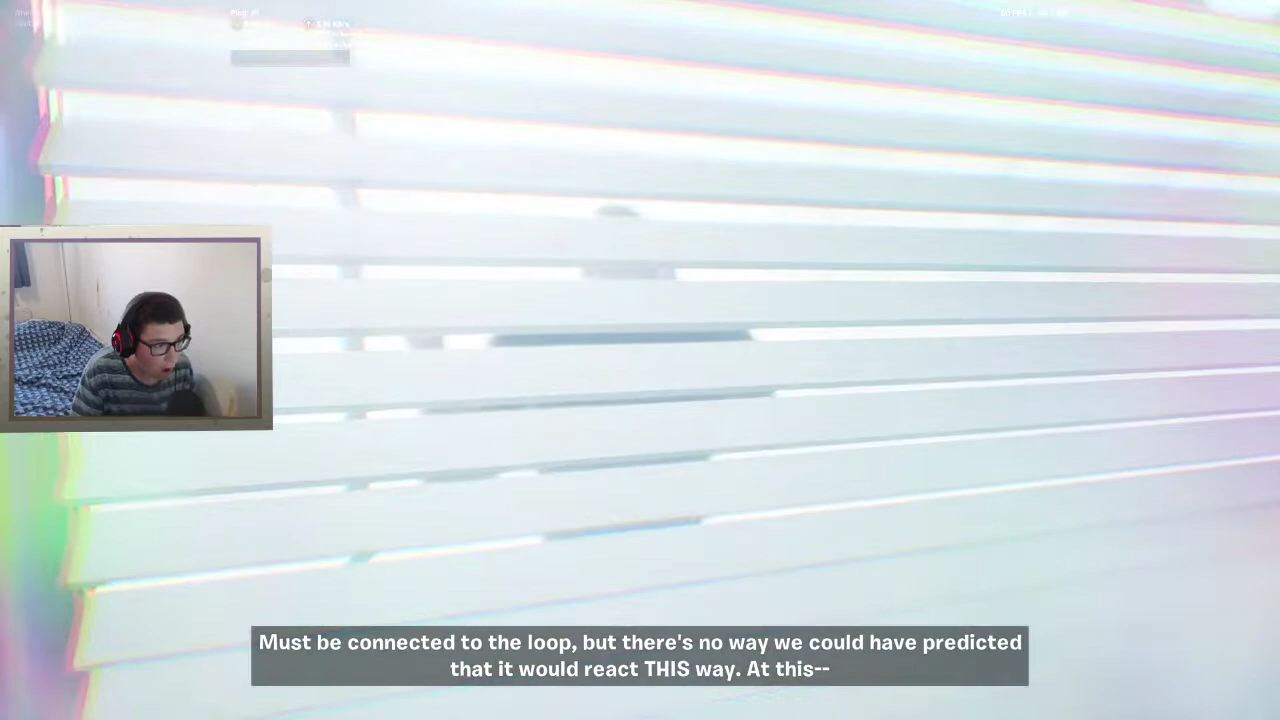 Must be connected to the loop, but there's no way we could have predicted
that it would react THIS way. At this--